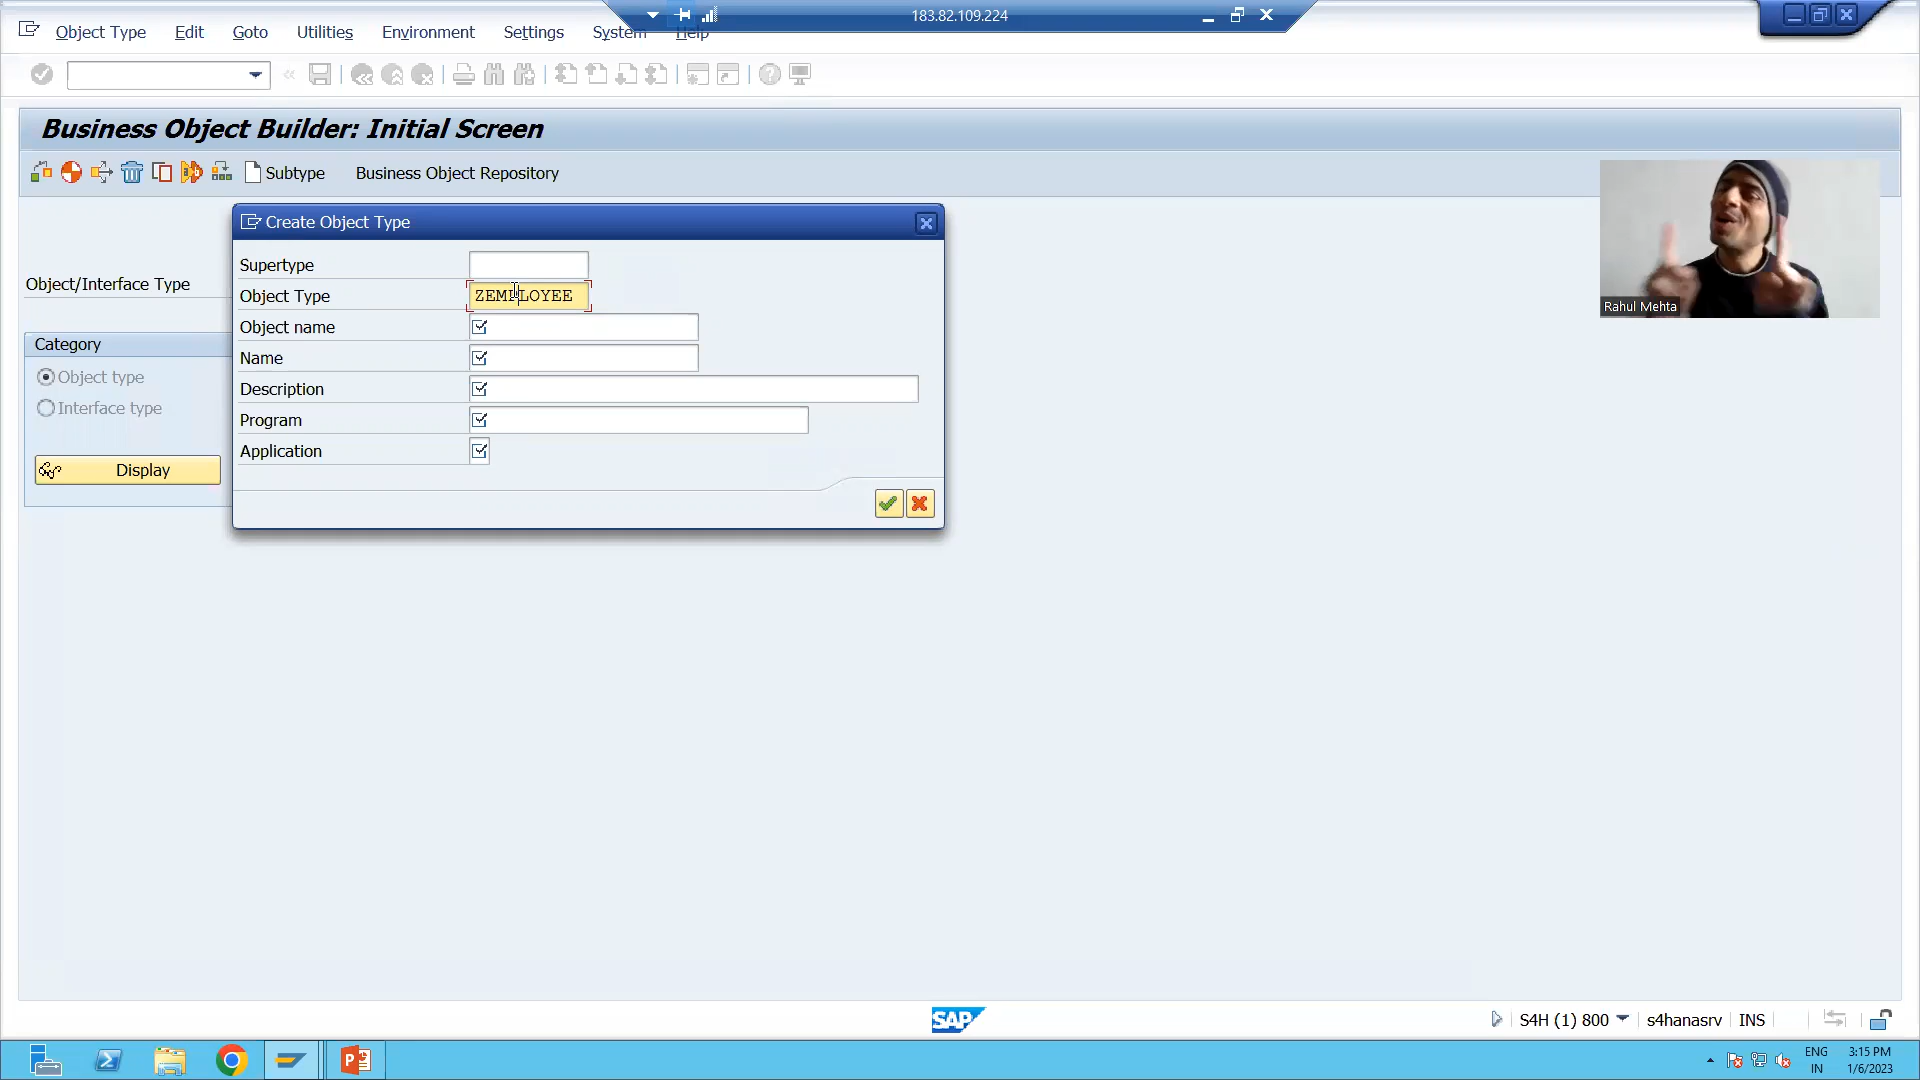 183.82.109.224
Object Type Edit Goto Utilities Environment Settings System Help
Business Object Builder: Initial Screen
Subtype Business Object Repository
Create Object Type
Supertype
Object/Interface Type
Object Type ZEMPLOYEE
Object name
Name
Description
Program
Application
Category
Object type
Interface type
Display
Rahul Mehta
SAP
S4H (1) 800 s4hanasrv INS
ENG
IN
3:15 PM
1/6/2023